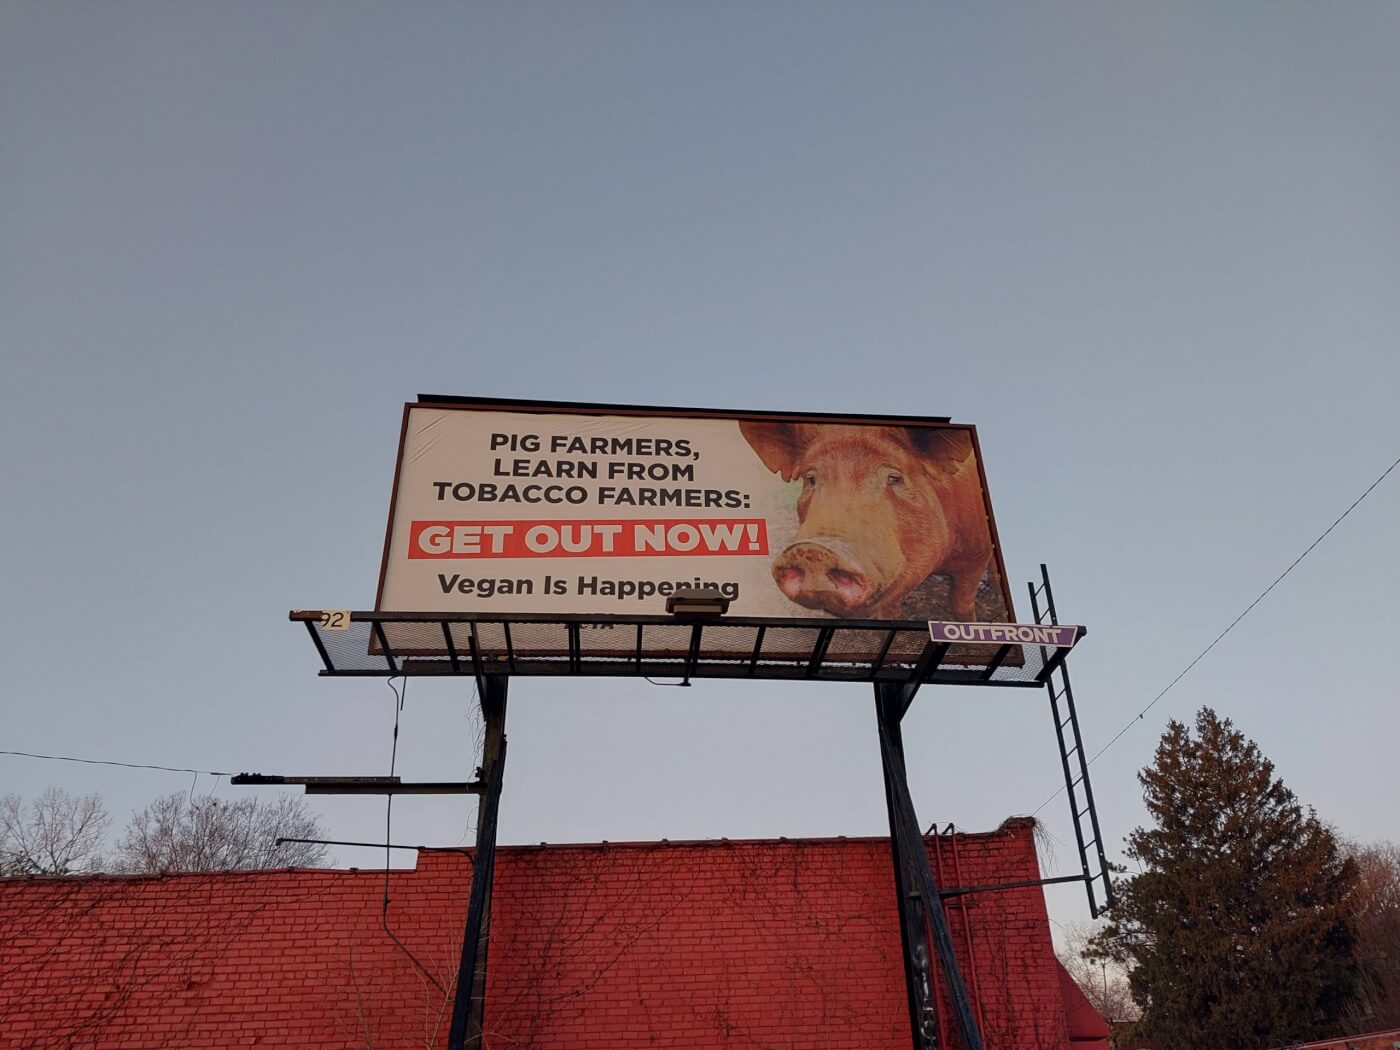 PIG FARMERS,
LEARN FROM
TOBACCO FARMERS:
GET OUT NOW!
Vegan Is Happening
92
OUTFRONT